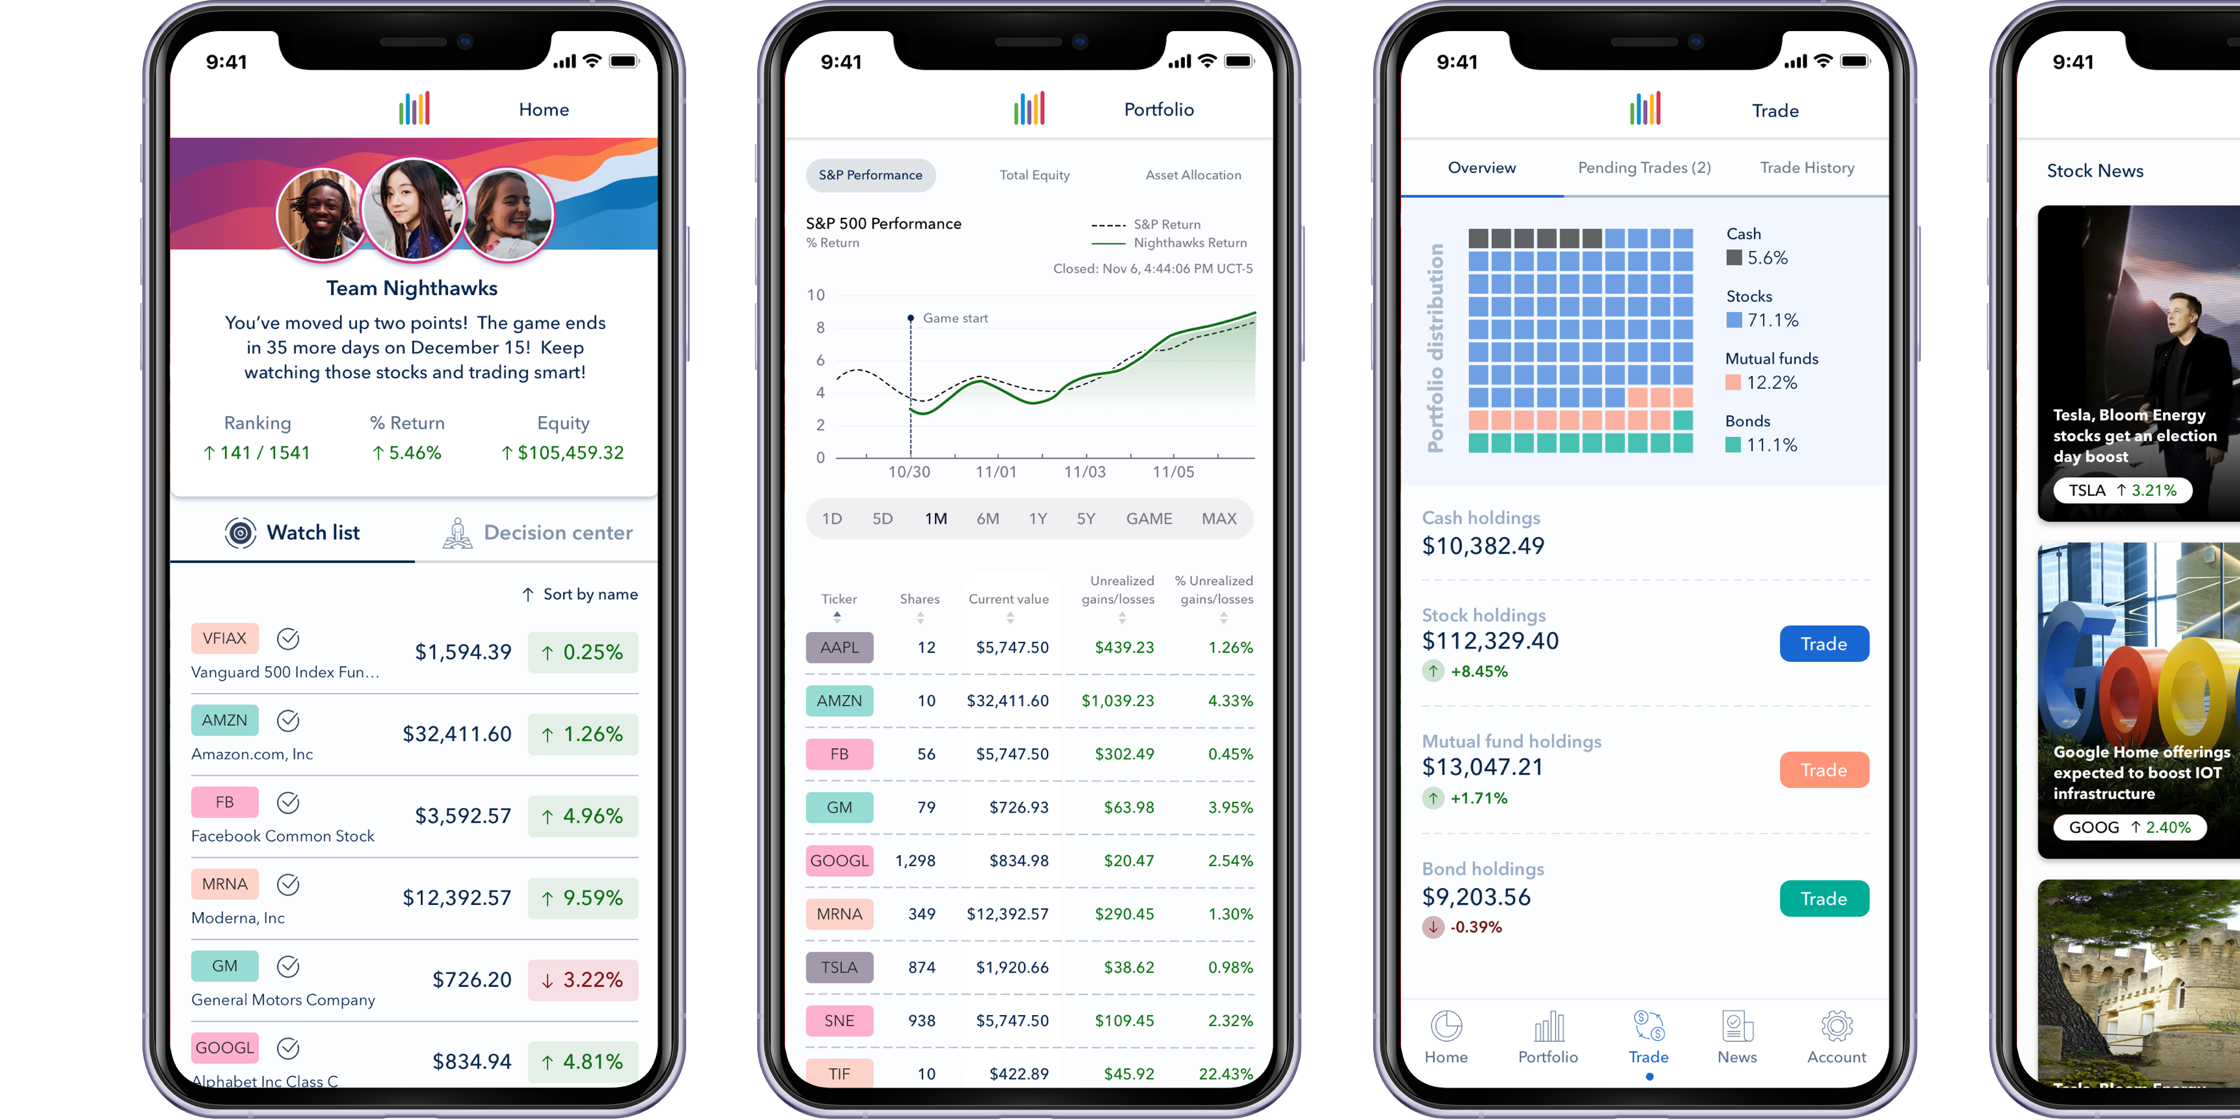 9:41
Home
Team Nighthawks
You've moved up two points!  The game ends
in 35 more days on December 15!  Keep
watching those stocks and trading smart!
Ranking % Return Equity
↑ 141 / 1541 ↑ 5.46% ↑ $105,459.32
Watch list Decision center
↑ Sort by name
VFIAX
$1,594.39 ↑ 0.25%
Vanguard 500 Index Fun...
AMZN
$32,411.60 ↑ 1.26%
Amazon.com, Inc
FB
$3,592.57 ↑ 4.96%
Facebook Common Stock
MRNA
$12,392.57 ↑ 9.59%
Moderna, Inc
GM
$726.20 ↓ 3.22%
General Motors Company
GOOGL
$834.94 ↑ 4.81%
Alphabet Inc Class C
9:41
Portfolio
S&P Performance Total Equity Asset Allocation
S&P 500 Performance
% Return
S&P Return
Nighthawks Return
Closed: Nov 6, 4:44:06 PM UCT-5
10
8
6
4
2
0
Game start
10/30 11/01 11/03 11/05
1D 5D 1M 6M 1Y 5Y GAME MAX
Ticker Shares Current value Unrealized gains/losses % Unrealized gains/losses
AAPL 12 $5,747.50 $439.23 1.26%
AMZN 10 $32,411.60 $1,039.23 4.33%
FB 56 $5,747.50 $302.49 0.45%
GM 79 $726.93 $63.98 3.95%
GOOGL 1,298 $834.98 $20.47 2.54%
MRNA 349 $12,392.57 $290.45 1.30%
TSLA 874 $1,920.66 $38.62 0.98%
SNE 938 $5,747.50 $109.45 2.32%
TIF 10 $422.89 $45.92 22.43%
9:41
Trade
Overview Pending Trades (2) Trade History
Portfolio distribution
Cash
5.6%
Stocks
71.1%
Mutual funds
12.2%
Bonds
11.1%
Cash holdings
$10,382.49
Stock holdings
$112,329.40
↑ +8.45%
Trade
Mutual fund holdings
$13,047.21
↑ +1.71%
Trade
Bond holdings
$9,203.56
↓ -0.39%
Trade
Home Portfolio Trade News Account
9:41
Stock News
Tesla, Bloom Energy
stocks get an election
day boost
TSLA ↑ 3.21%
Google Home offerings
expected to boost IOT
infrastructure
GOOG ↑ 2.40%
Tesla, Bloom Energy